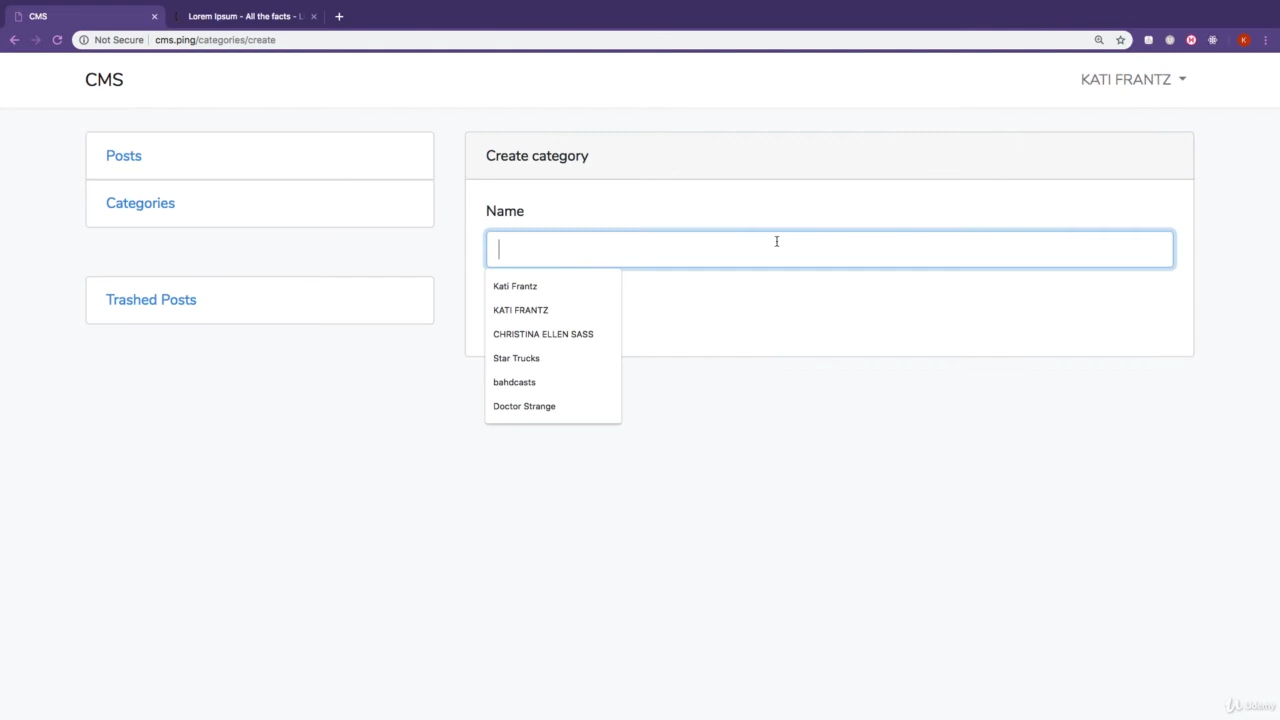 CMS
Lorem Ipsum - All the facts - L
Not Secure
cms.ping/categories/create
K
CMS
KATI FRANTZ
Posts
Categories
Trashed Posts
Create category
Name
Kati Frantz
KATI FRANTZ
CHRISTINA ELLEN SASS
Star Trucks
bahdcasts
Doctor Strange
Udemy